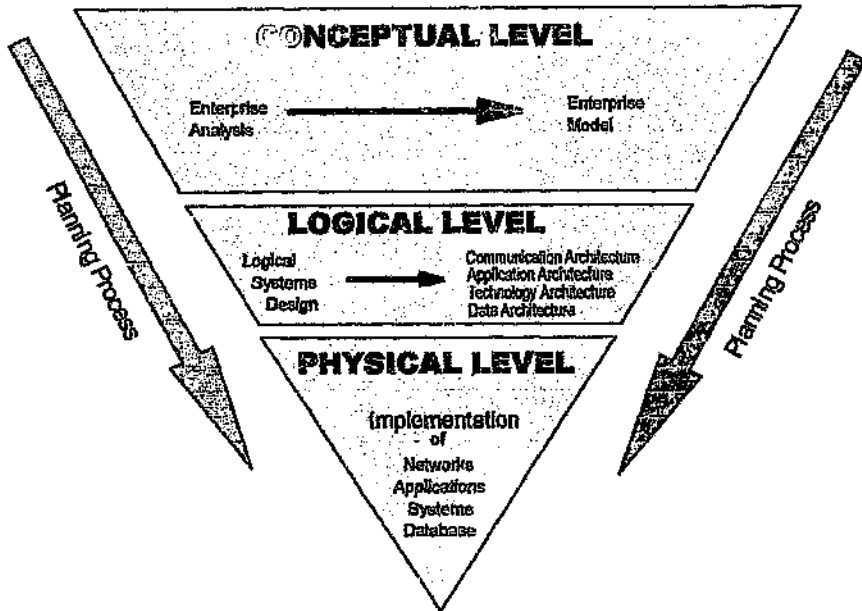 CONCEPTUAL LEVEL
Enterprise
Analysis
Enterprise
Model
Planning Process
Planning Process
LOGICAL LEVEL
Logical
Systems
Design
Communication Architecture
Application Architecture
Technology Architecture
Data Architecture
PHYSICAL LEVEL
Implementation
of
Networks
Applications
Systems
Database